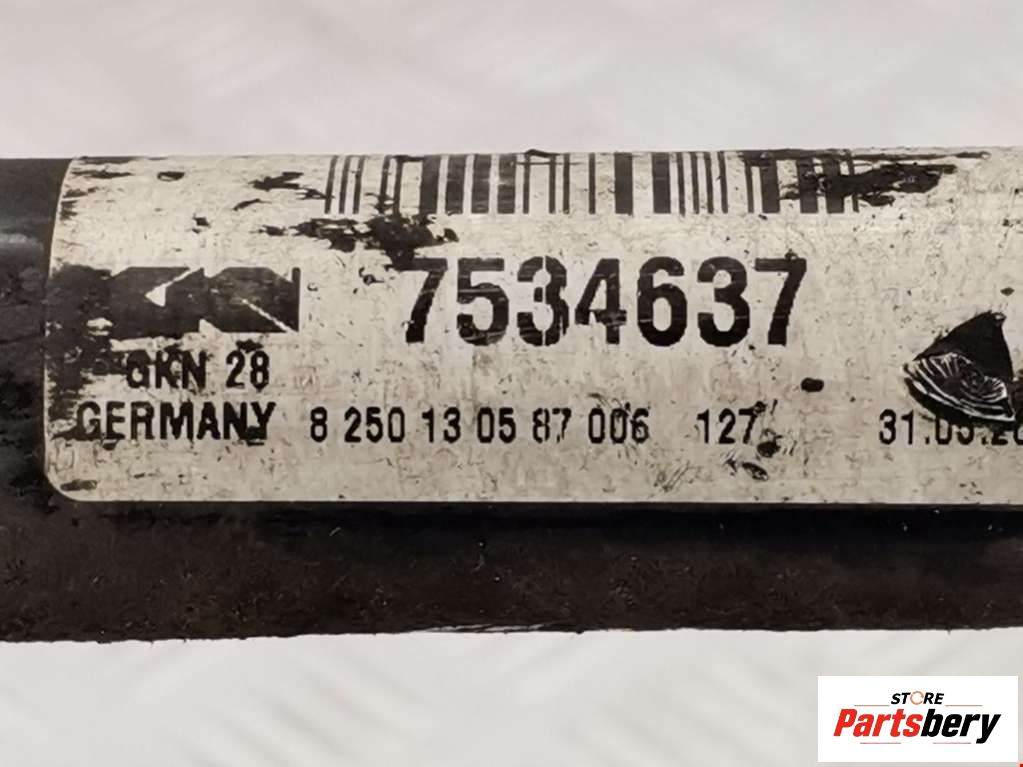 7534637
GKN 28
GERMANY 8 250 13 05 87 006 127
STORE
Partsbery